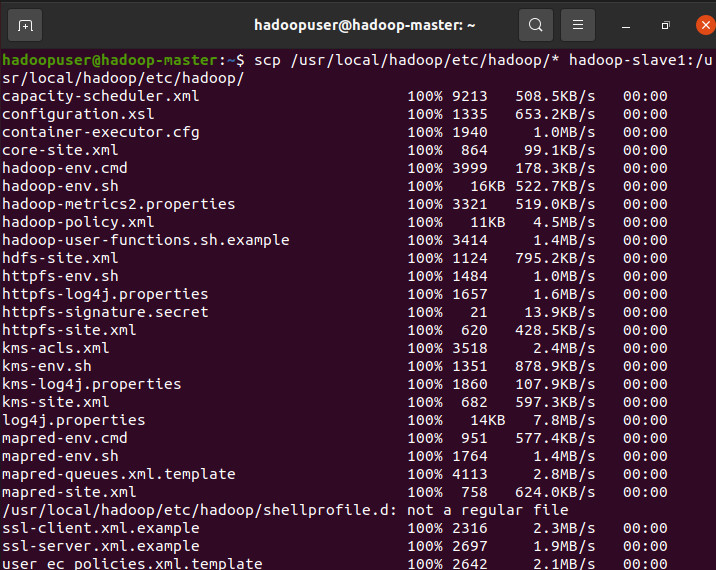 hadoopuser@hadoop-master: ~
hadoopuser@hadoop-master:~$ scp /usr/local/hadoop/etc/hadoop/* hadoop-slave1:/u
sr/local/hadoop/etc/hadoop/
capacity-scheduler.xml 100% 9213 508.5KB/s 00:00
configuration.xsl 100% 1335 653.2KB/s 00:00
container-executor.cfg 100% 1940 1.0MB/s 00:00
core-site.xml 100% 864 99.1KB/s 00:00
hadoop-env.cmd 100% 3999 178.3KB/s 00:00
hadoop-env.sh 100% 16KB 522.7KB/s 00:00
hadoop-metrics2.properties 100% 3321 519.0KB/s 00:00
hadoop-policy.xml 100% 11KB 4.5MB/s 00:00
hadoop-user-functions.sh.example 100% 3414 1.4MB/s 00:00
hdfs-site.xml 100% 1124 795.2KB/s 00:00
httpfs-env.sh 100% 1484 1.0MB/s 00:00
httpfs-log4j.properties 100% 1657 1.6MB/s 00:00
httpfs-signature.secret 100% 21 13.9KB/s 00:00
httpfs-site.xml 100% 620 428.5KB/s 00:00
kms-acls.xml 100% 3518 2.4MB/s 00:00
kms-env.sh 100% 1351 878.9KB/s 00:00
kms-log4j.properties 100% 1860 107.9KB/s 00:00
kms-site.xml 100% 682 597.3KB/s 00:00
log4j.properties 100% 14KB 7.8MB/s 00:00
mapred-env.cmd 100% 951 577.4KB/s 00:00
mapred-env.sh 100% 1764 1.4MB/s 00:00
mapred-queues.xml.template 100% 4113 2.8MB/s 00:00
mapred-site.xml 100% 758 624.0KB/s 00:00
/usr/local/hadoop/etc/hadoop/shellprofile.d: not a regular file
ssl-client.xml.example 100% 2316 2.3MB/s 00:00
ssl-server.xml.example 100% 2697 1.9MB/s 00:00
user_ec_policies.xml.template 100% 2642 2.1MB/s 00:00